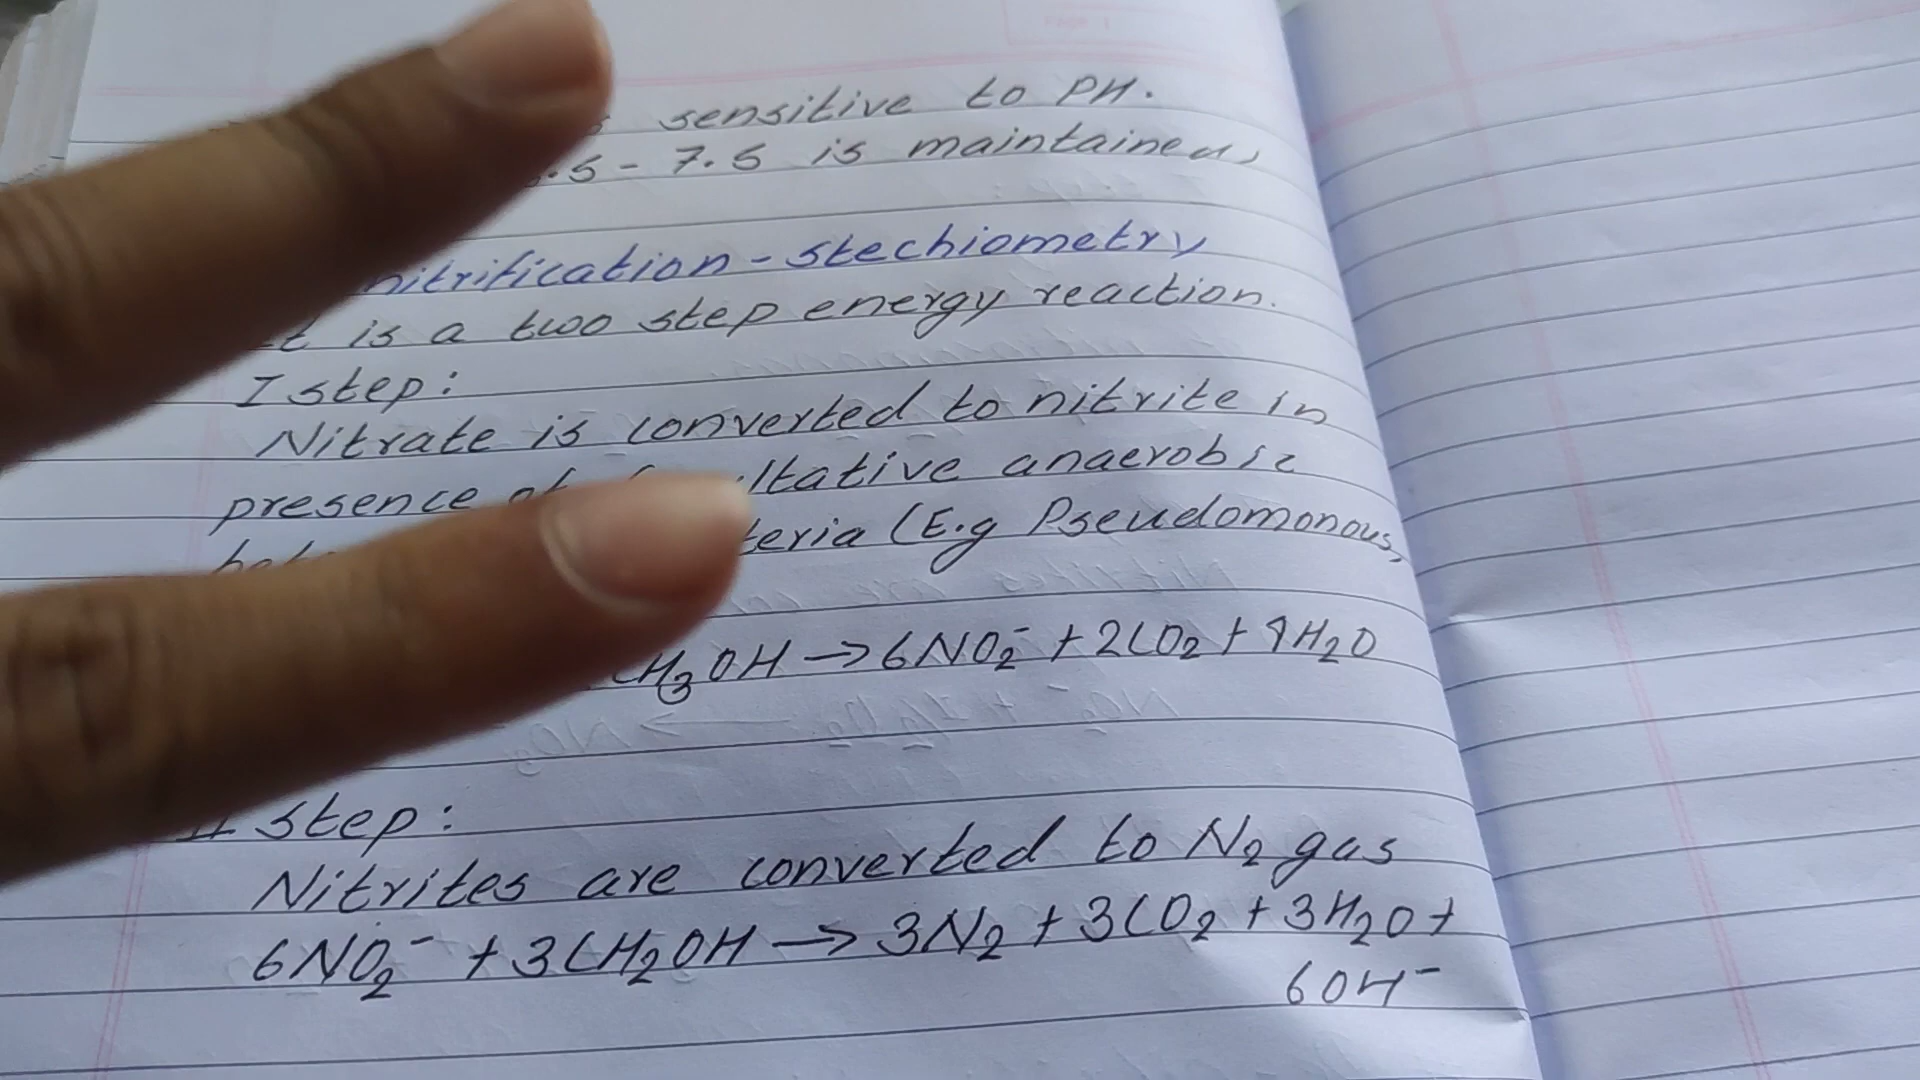 sensitive to PH.
.5 - 7.5 is maintained,
nitrification - stechiometry
is a two step energy reaction.
I step:
Nitrate is converted to nitrite in
presence of anaerobic
(E.g Pseudomonous,
H3OH → 6NO2- + 2CO2 + 4H2O
step:
Nitrites are converted to N2 gas
6NO2- + 3CH2OH → 3N2 + 3CO2 + 3H2O +
6OH-